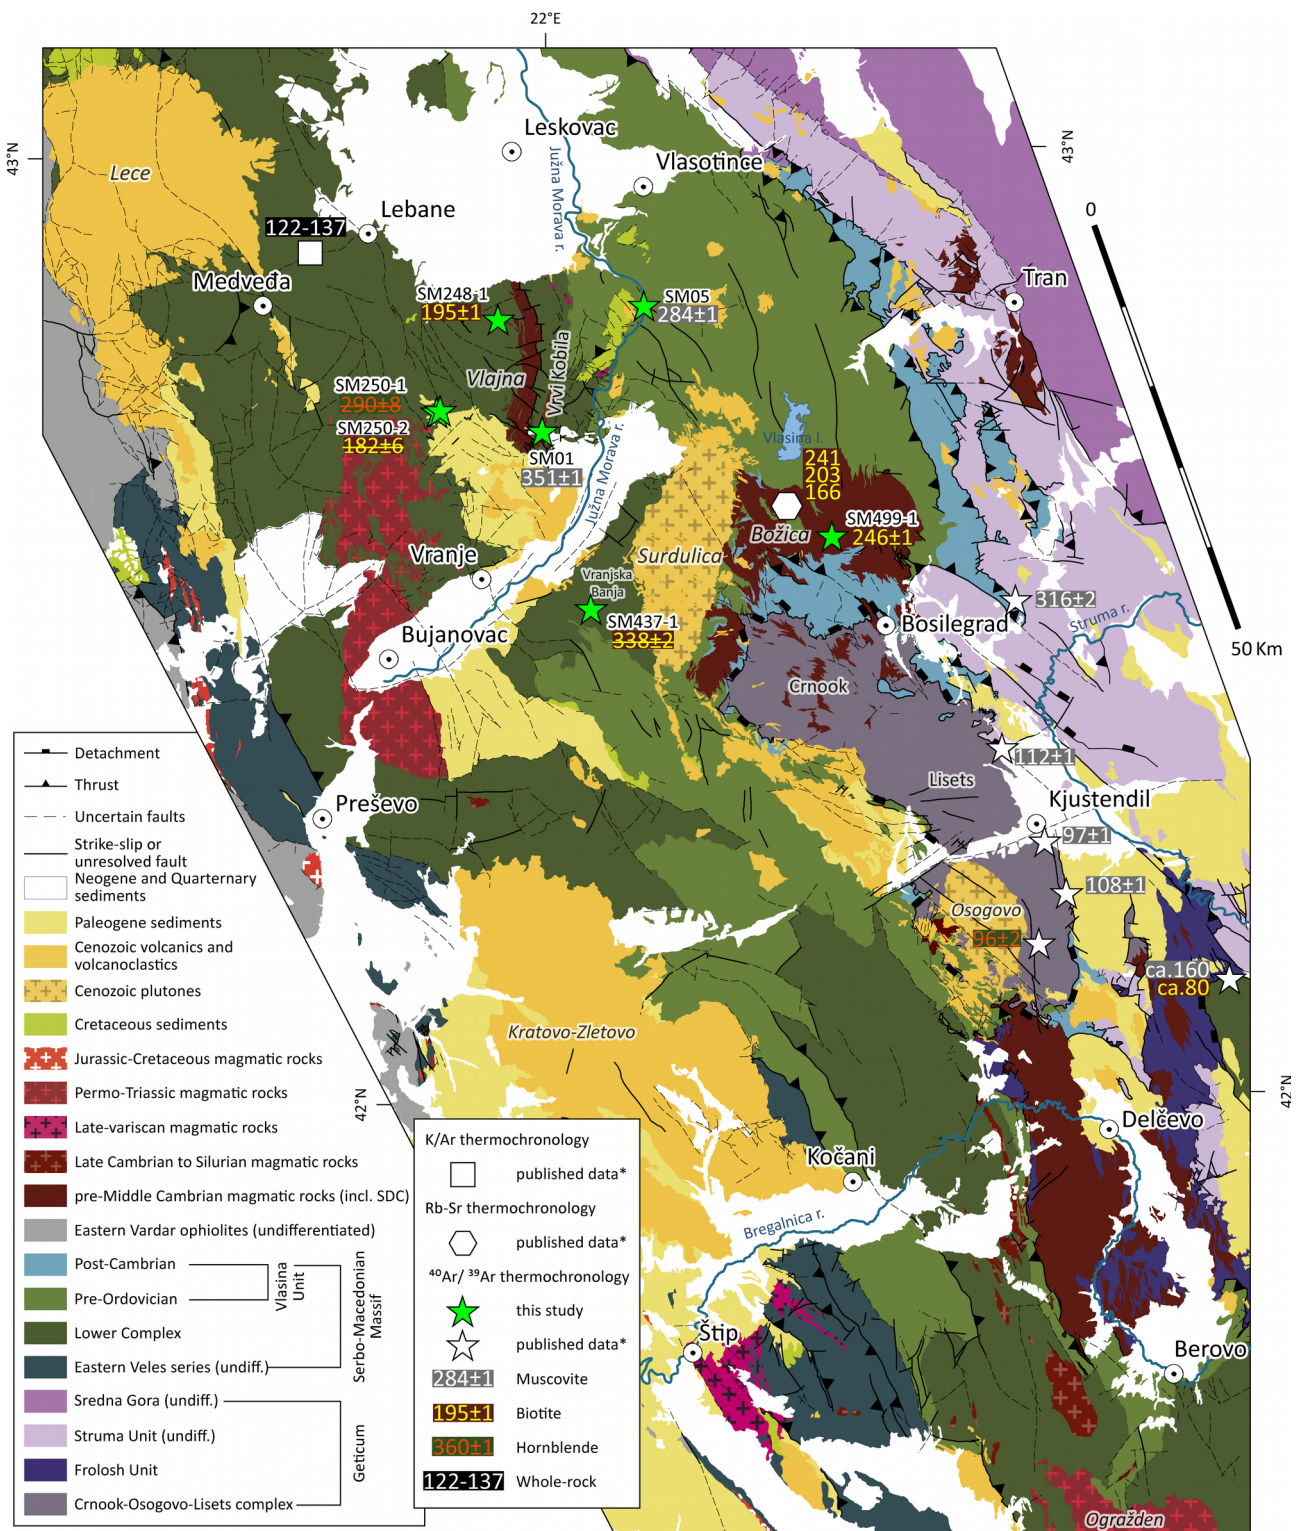 22°E
43°N
Leskovac
Vlasotince
Južna Morava r.
43°N
Lece
Lebane
122-137
0
Medveđa
Tran
SM248-1
195±1
SM05
284±1
Vlajna
Vrvi Kobila
SM250-1
290±8
SM250-2
182±6
SM01
351±1
Južna Morava r.
Vlasina l.
241
203
166
SM499-1
246±1
Božica
Surdulica
Vranje
Vranjska
Banja
SM437-1
338±2
316±2
Struma r.
Bosilegrad
50 Km
Bujanovac
Crnook
Lisets
112±1
Kjustendil
97±1
Preševo
108±1
Osogovo
96±2
ca.160
ca.80
Kratovo-Zletovo
42°N
42°N
Delčevo
Kočani
Bregalnica r.
Štip
Berovo
Ogražden
Detachment
Thrust
Uncertain faults
Strike-slip or
unresolved fault
Neogene and Quarternary
sediments
Paleogene sediments
Cenozoic volcanics and
volcanoclastics
Cenozoic plutones
Cretaceous sediments
Jurassic-Cretaceous magmatic rocks
Permo-Triassic magmatic rocks
Late-variscan magmatic rocks
Late Cambrian to Silurian magmatic rocks
pre-Middle Cambrian magmatic rocks (incl. SDC)
Eastern Vardar ophiolites (undifferentiated)
Post-Cambrian
Pre-Ordovician
Vlasina
Unit
Lower Complex
Eastern Veles series (undiff.)
Serbo-Macedonian
Massif
Sredna Gora (undiff.)
Struma Unit (undiff.)
Frolosh Unit
Crnook-Osogovo-Lisets complex
Geticum
K/Ar thermochronology
published data*
Rb-Sr thermochronology
published data*
⁴⁰Ar/ ³⁹Ar thermochronology
this study
published data*
284±1 Muscovite
195±1 Biotite
360±1 Hornblende
122-137 Whole-rock